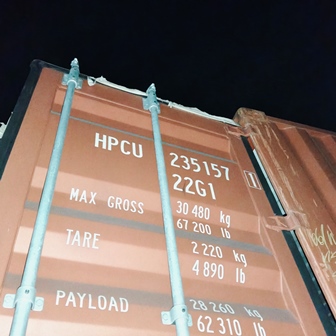 HPCU 235157
22G1
MAX GROSS 30 480 kg
67 200 lb
TARE 2 220 kg
4 890 lb
PAYLOAD 28 260 kg
62 310 lb